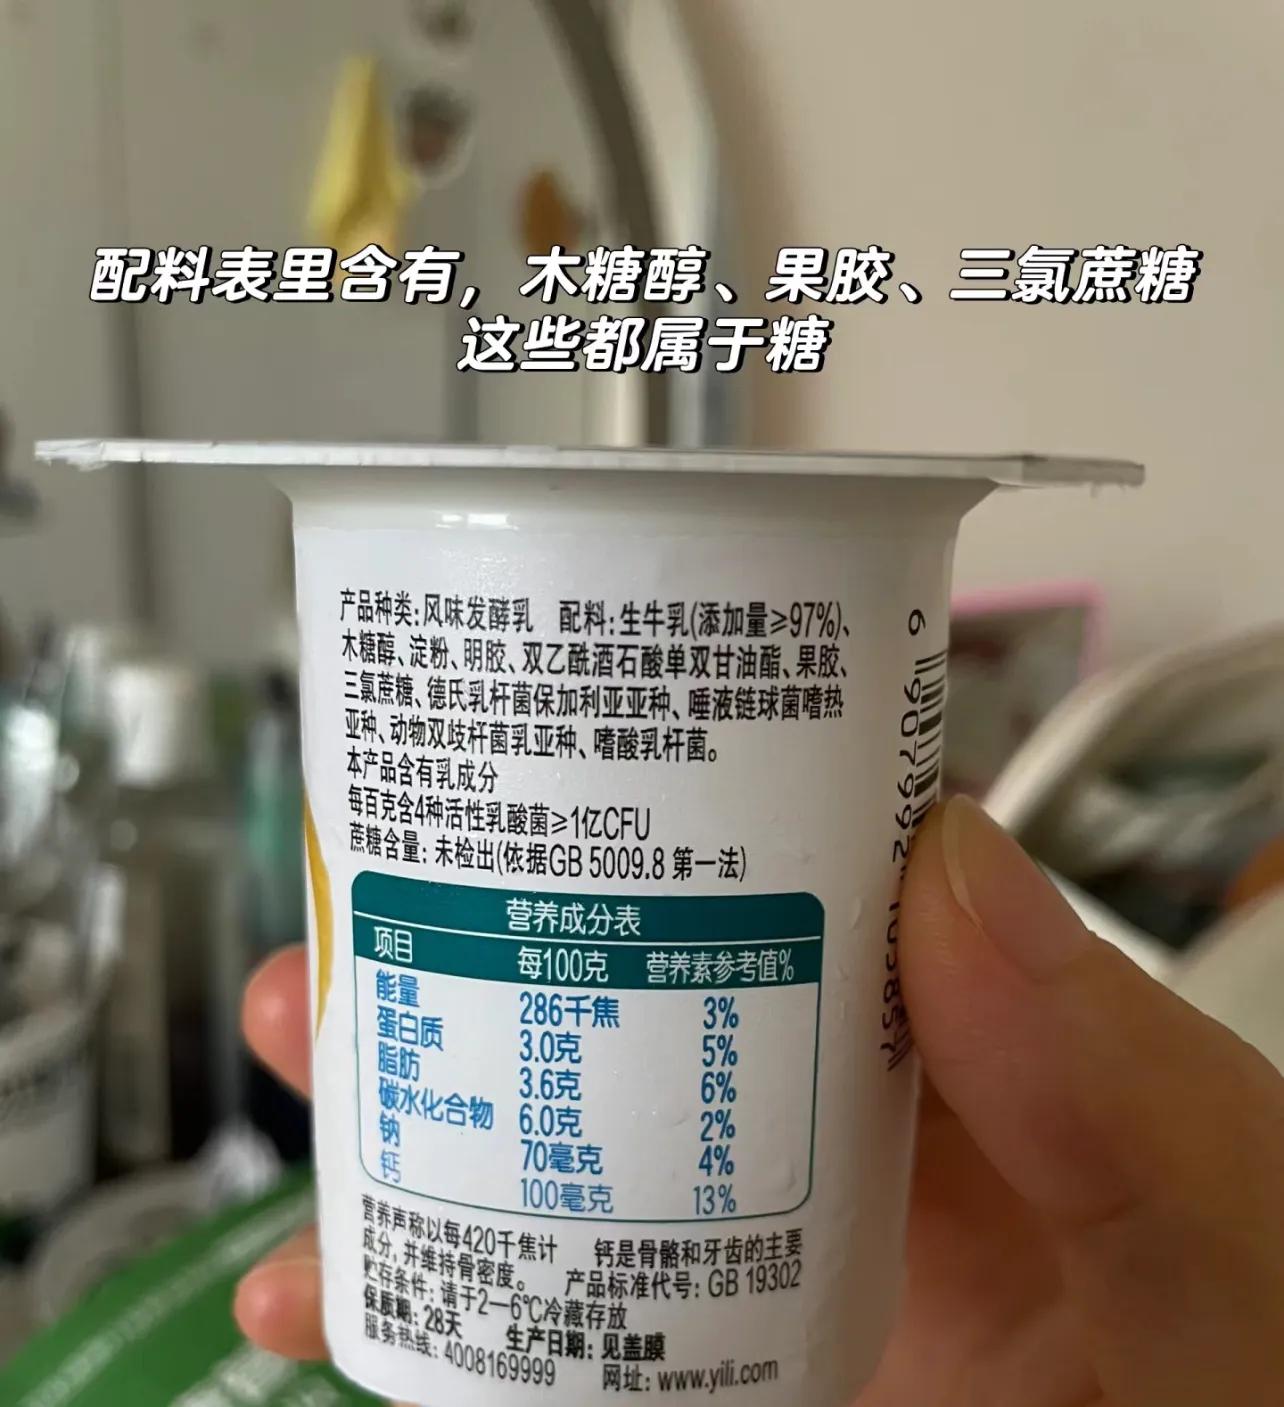 配料表里含有，木糖醇、果胶、三氯蔗糖
这些都属于糖
产品种类:风味发酵乳 配料:生牛乳(添加量≥97%)、
木糖醇、淀粉、明胶、双乙酰酒石酸单双甘油酯、果胶、
三氯蔗糖、德氏乳杆菌保加利亚亚种、唾液链球菌嗜热
亚种、动物双歧杆菌乳亚种、嗜酸乳杆菌。
本产品含有乳成分
每百克含4种活性乳酸菌≥1亿CFU
蔗糖含量: 未检出(依据GB 5009.8 第一法)
营养成分表
项目 每100克 营养素参考值%
能量 286千焦 3%
蛋白质 3.0克 5%
脂肪 3.6克 6%
碳水化合物 6.0克 2%
钠 70毫克 4%
钙 100毫克 13%
营养声称以每420千焦计 钙是骨骼和牙齿的主要
成分,并维持骨密度。 产品标准代号: GB 19302
贮存条件: 请于2—6℃冷藏存放
保质期: 28天 生产日期: 见盖膜
服务热线: 4008169999 网址: www.yili.com